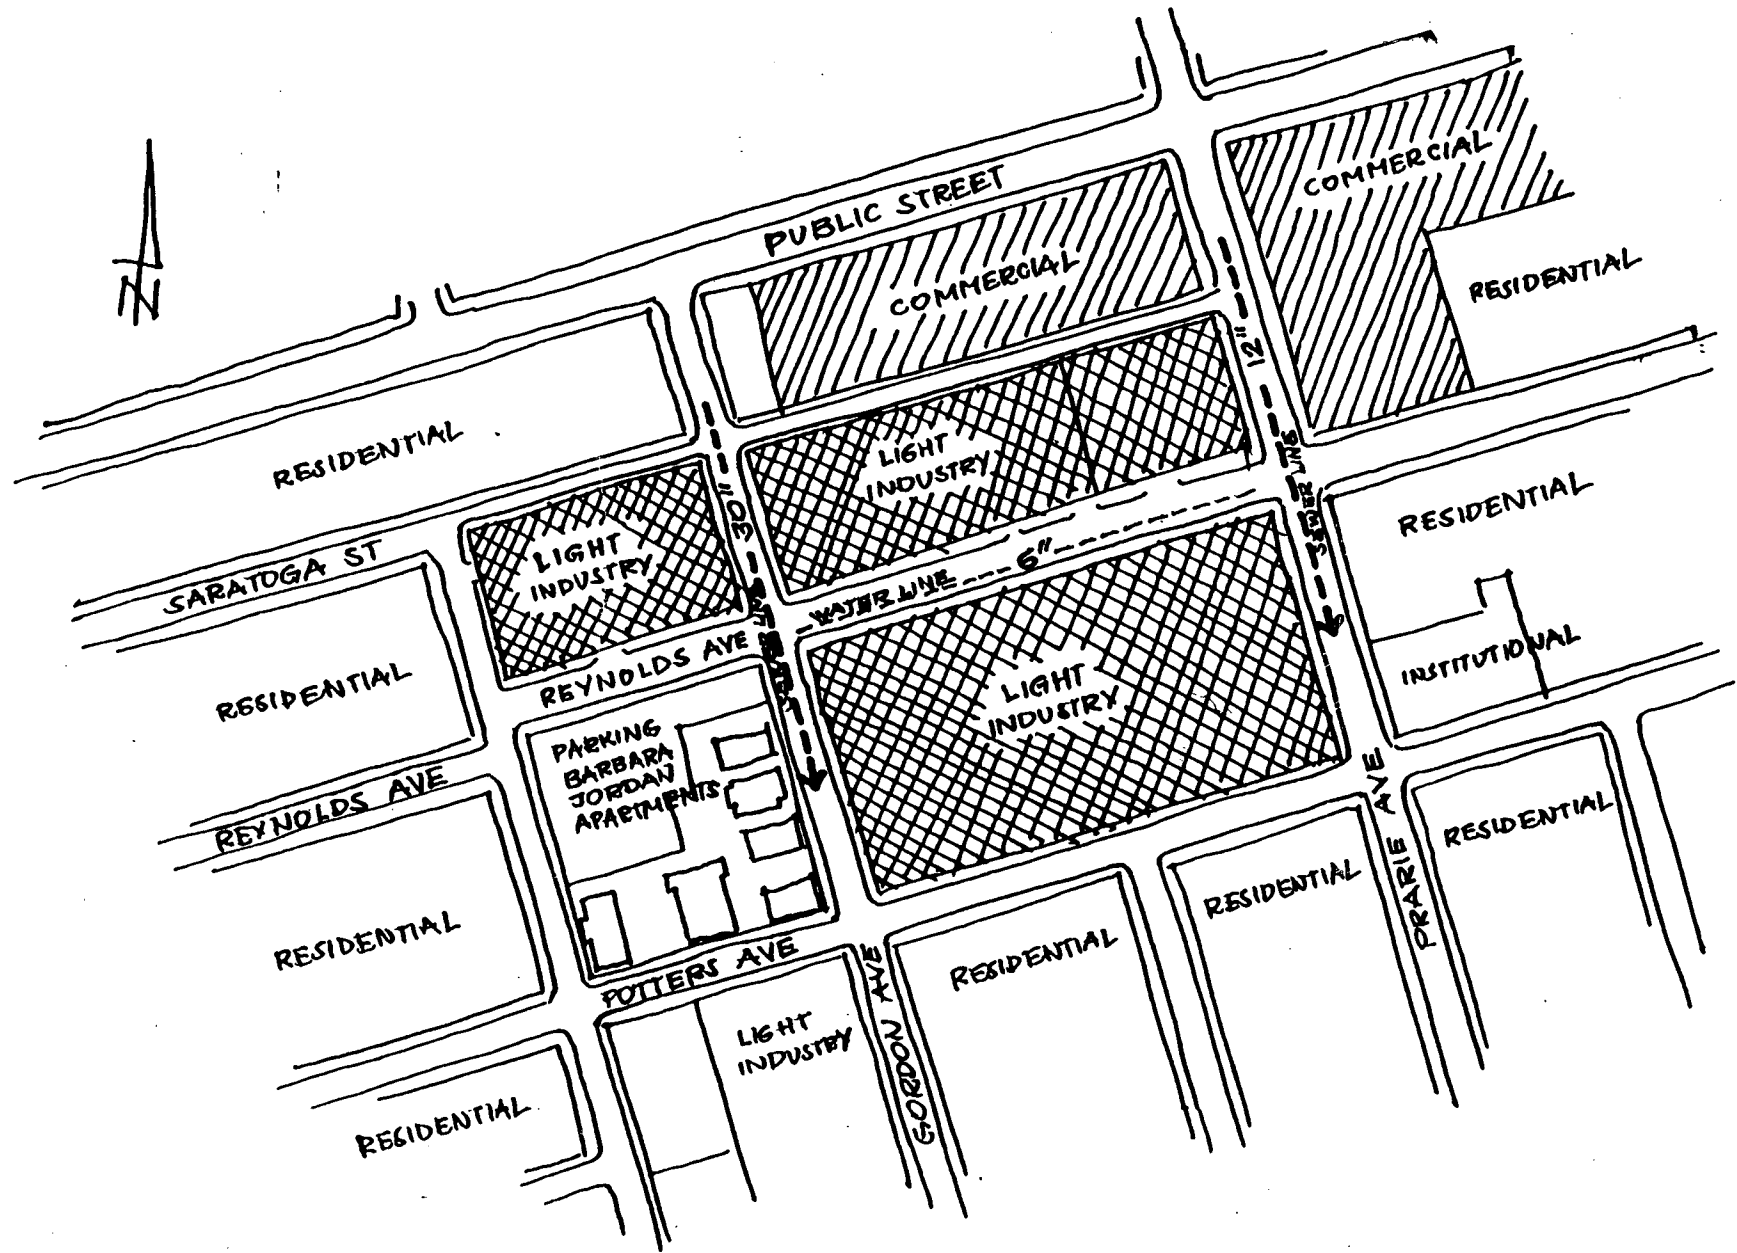 N
PUBLIC STREET
COMMERCIAL
COMMERCIAL
RESIDENTIAL
RESIDENTIAL
12"
SEWER LINE
LIGHT
INDUSTRY
LIGHT
INDUSTRY
30"
SEWER LINE
RESIDENTIAL
SARATOGA ST
WATER LINE
6"
REYNOLDS AVE
LIGHT
INDUSTRY
INSTITUTIONAL
RESIDENTIAL
PARKING
BARBARA
JORDAN
APARTMENTS
REYNOLDS AVE
PRARIE AVE
RESIDENTIAL
RESIDENTIAL
RESIDENTIAL
RESIDENTIAL
POTTERS AVE
GORDON AVE
LIGHT
INDUSTRY
RESIDENTIAL